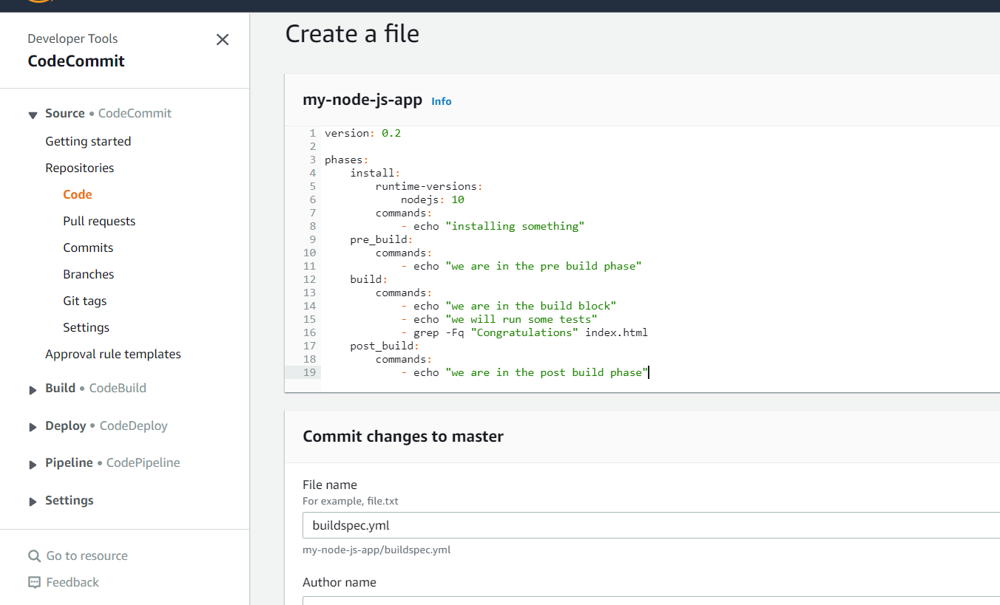 Developer Tools
CodeCommit
Source • CodeCommit
Getting started
Repositories
Code
Pull requests
Commits
Branches
Git tags
Settings
Approval rule templates
Build • CodeBuild
Deploy • CodeDeploy
Pipeline • CodePipeline
Settings
Go to resource
Feedback
Create a file
my-node-js-app Info
1 version: 0.2
2
3 phases:
4     install:
5         runtime-versions:
6             nodejs: 10
7         commands:
8             - echo "installing something"
9     pre_build:
10         commands:
11             - echo "we are in the pre build phase"
12     build:
13         commands:
14             - echo "we are in the build block"
15             - echo "we will run some tests"
16             - grep -Fq "Congratulations" index.html
17     post_build:
18         commands:
19             - echo "we are in the post build phase"
Commit changes to master
File name
For example, file.txt
buildspec.yml
my-node-js-app/buildspec.yml
Author name